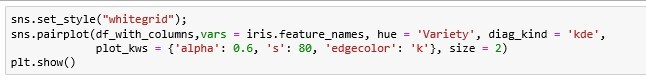 sns.set_style("whitegrid");
sns.pairplot(df_with_columns,vars = iris.feature_names, hue = 'Variety', diag_kind = 'kde',
plot_kws = {'alpha': 0.6, 's': 80, 'edgecolor': 'k'}, size = 2)
plt.show()